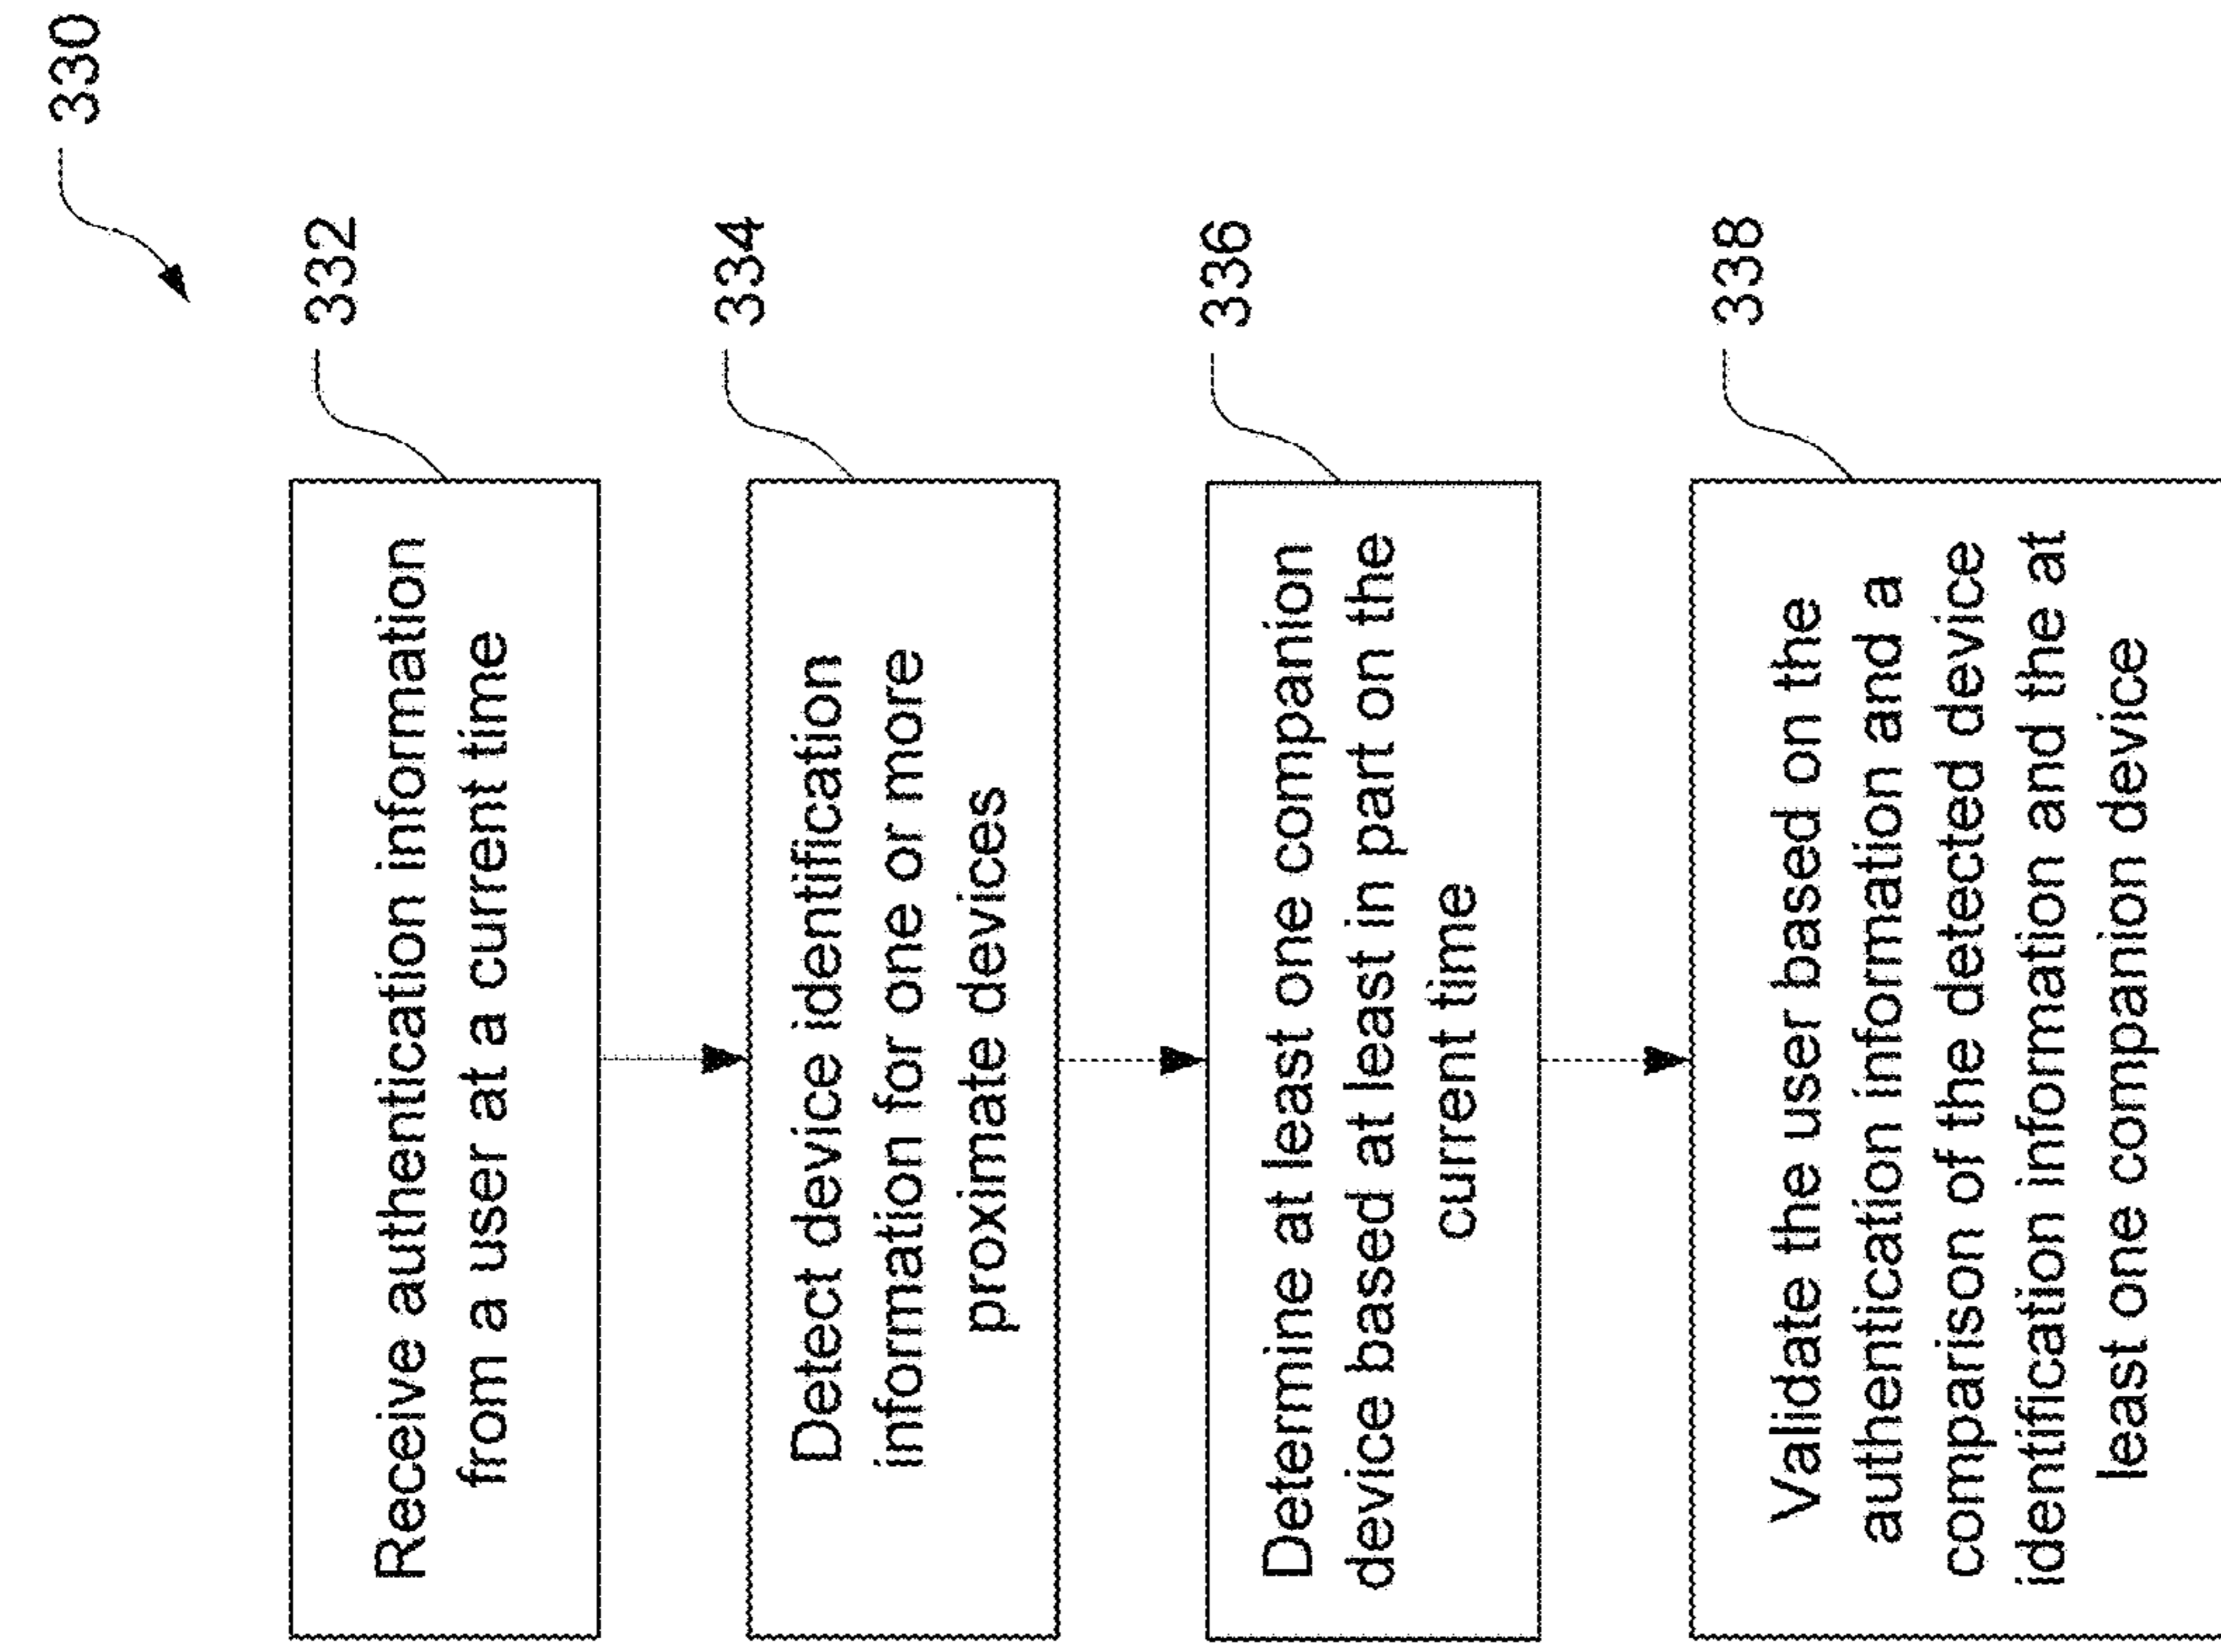 330
332
Receive authentication information
from a user at a current time
334
Detect device identification
information for one or more
proximate devices
336
Determine at least one companion
device based at least in part on the
current time
338
Validate the user based on the
authentication information and a
comparison of the detected device
identification information and the at
least one companion device